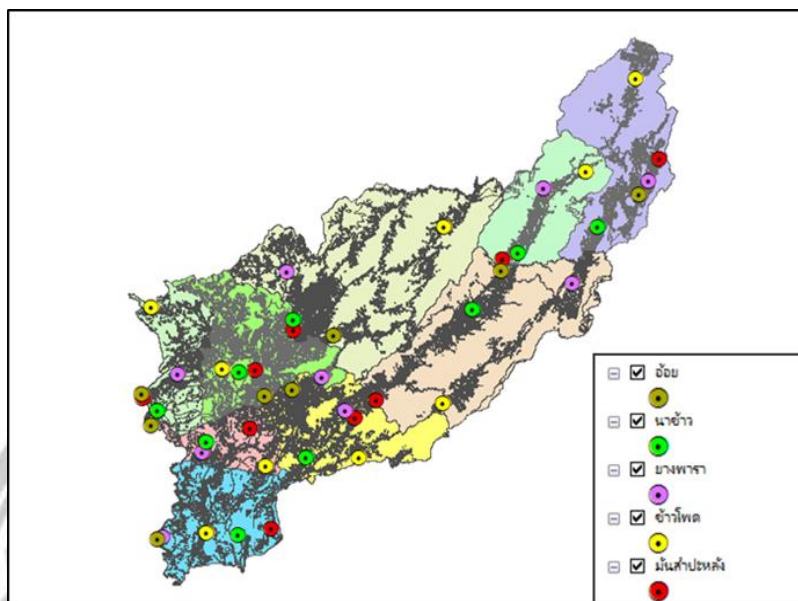 อ้อย
นาข้าว
ยางพารา
ข้าวโพด
มันสำปะหลัง